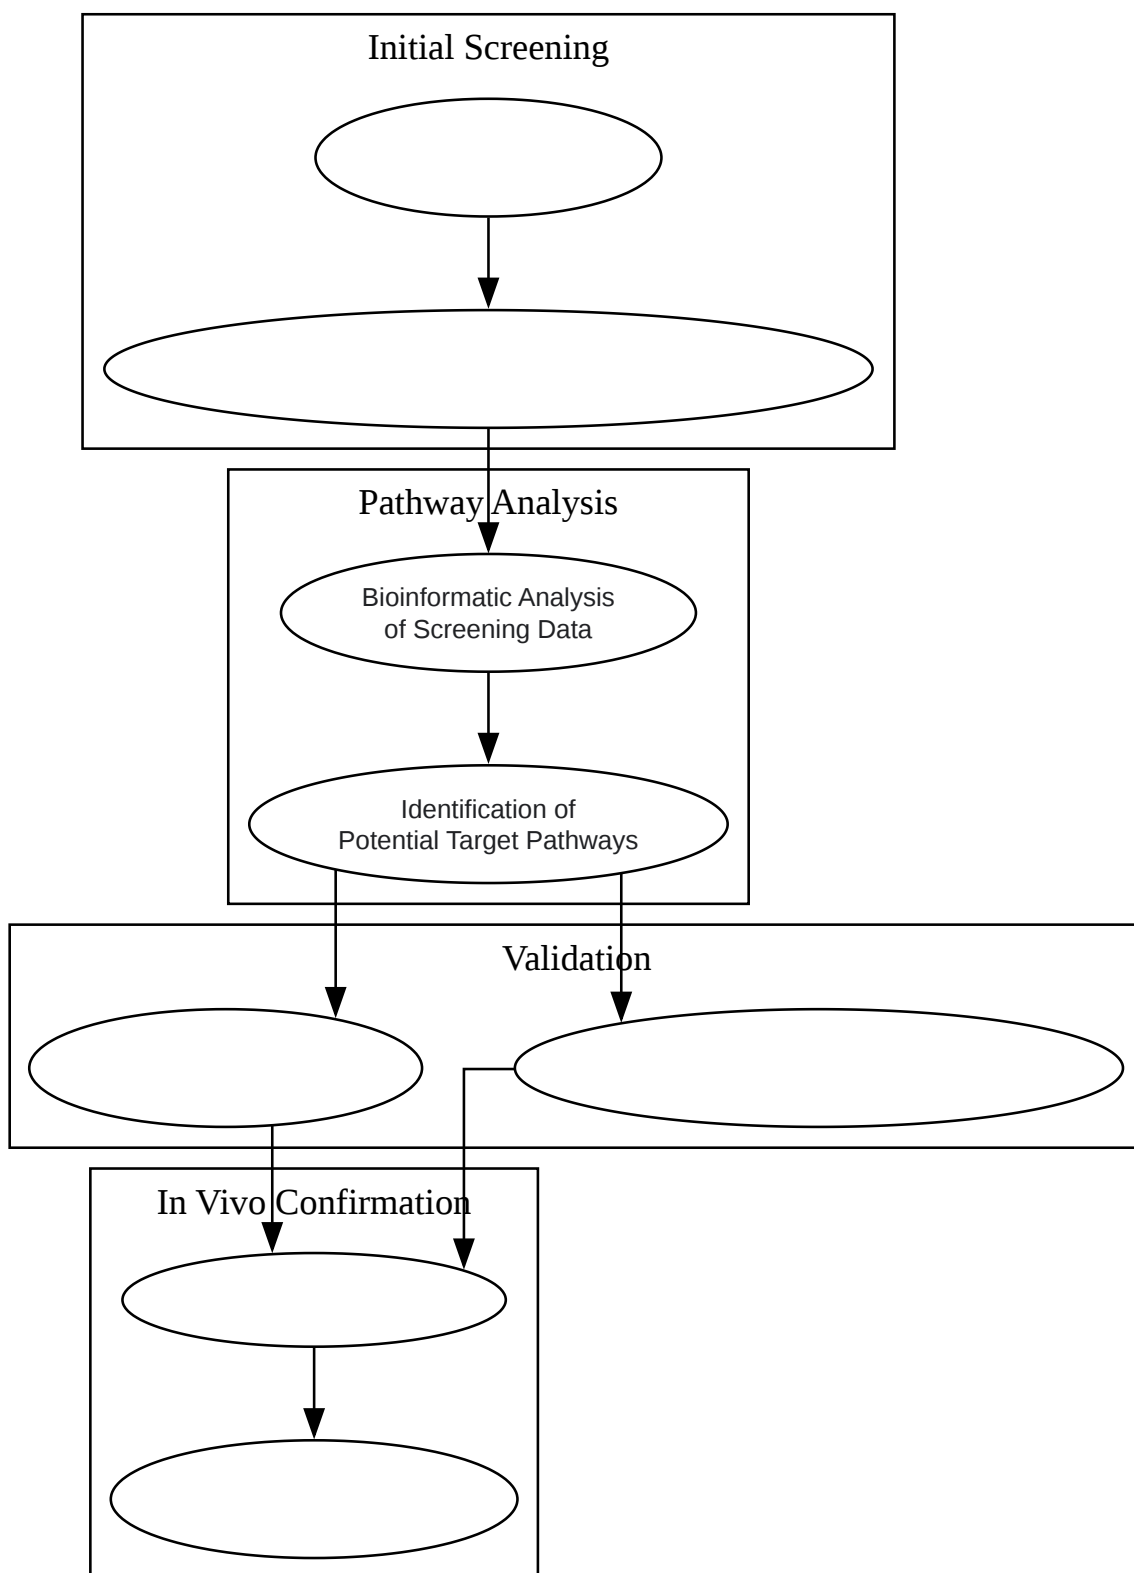 Initial Screening
Pathway Analysis
Bioinformatic Analysis
of Screening Data
Identification of
Potential Target Pathways
Validation
In Vivo Confirmation